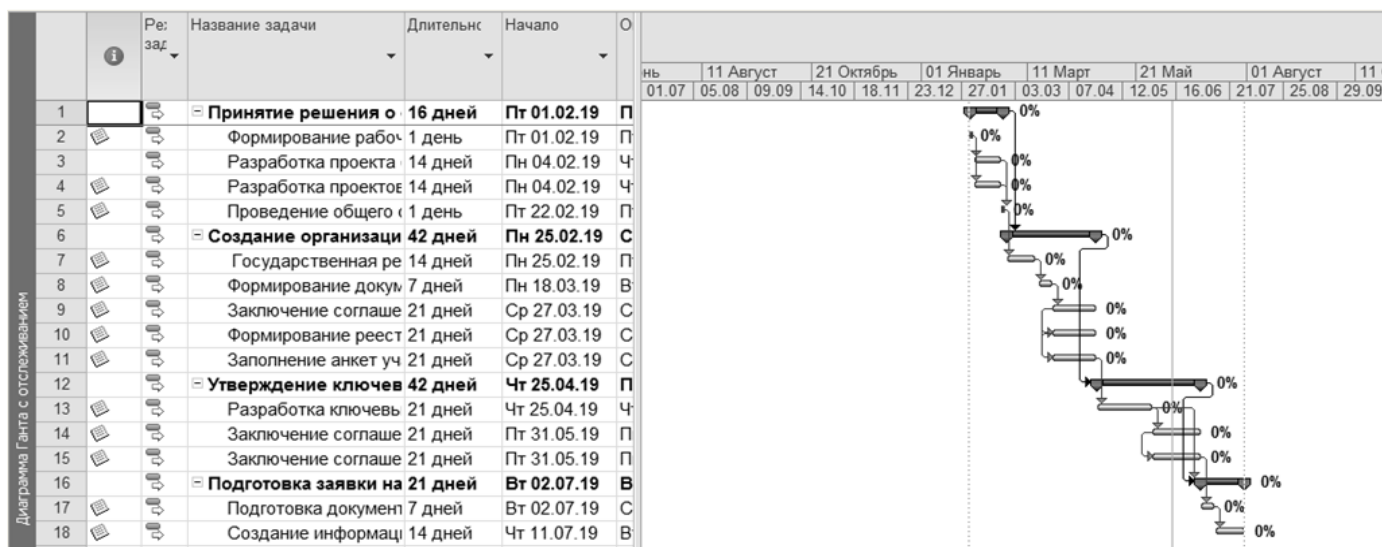 Ре: Название задачи Длительнс Начало О
зад
нь 11 Август 21 Октябрь 01 Январь 11 Март 21 Май 01 Август 11
01.07 05.08 09.09 14.10 18.11 23.12 27.01 03.03 07.04 12.05 16.06 21.07 25.08 29.09
1 Принятие решения о 16 дней Пт 01.02.19 П 0%
2 Формирование рабоч 1 день Пт 01.02.19 П 0%
3 Разработка проекта 14 дней Пн 04.02.19 Ч 0%
4 Разработка проектов 14 дней Пн 04.02.19 Ч 0%
5 Проведение общего с 1 день Пт 22.02.19 П 0%
6 Создание организаци 42 дней Пн 25.02.19 С 0%
7 Государственная ре 14 дней Пн 25.02.19 П 0%
8 Формирование докум 7 дней Пн 18.03.19 В 0%
9 Заключение соглаше 21 дней Ср 27.03.19 С 0%
10 Формирование реест 21 дней Ср 27.03.19 С 0%
11 Заполнение анкет уч 21 дней Ср 27.03.19 С 0%
12 Утверждение ключев 42 дней Чт 25.04.19 П 0%
13 Разработка ключевы 21 дней Чт 25.04.19 Ч 0%
14 Заключение соглаше 21 дней Пт 31.05.19 П 0%
15 Заключение соглаше 21 дней Пт 31.05.19 П 0%
16 Подготовка заявки на 21 дней Вт 02.07.19 В 0%
17 Подготовка документ 7 дней Вт 02.07.19 С 0%
18 Создание информац 14 дней Чт 11.07.19 В 0%
Диаграмма Ганта с отслеживанием